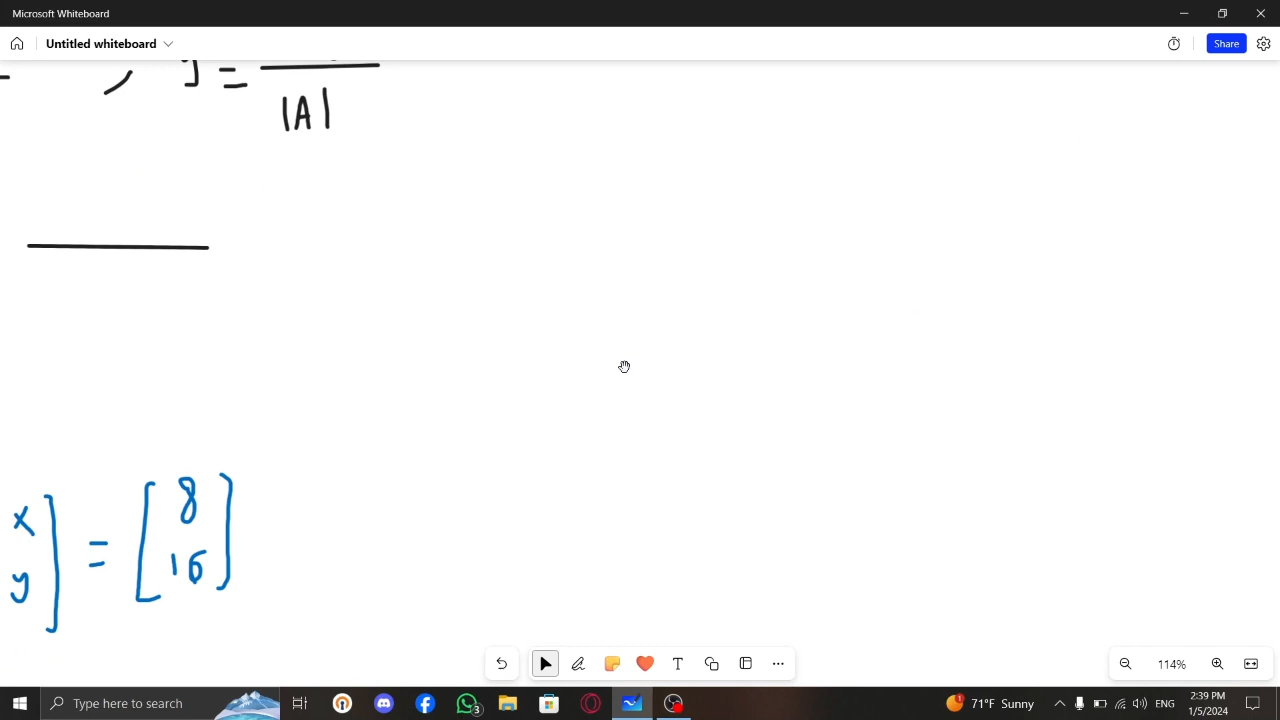 Microsoft Whiteboard
Untitled whiteboard
Share
, y =
|A|
x
y
] = [ 8
16 ]
114%
Type here to search
3
71°F Sunny
ENG
2:39 PM
1/5/2024